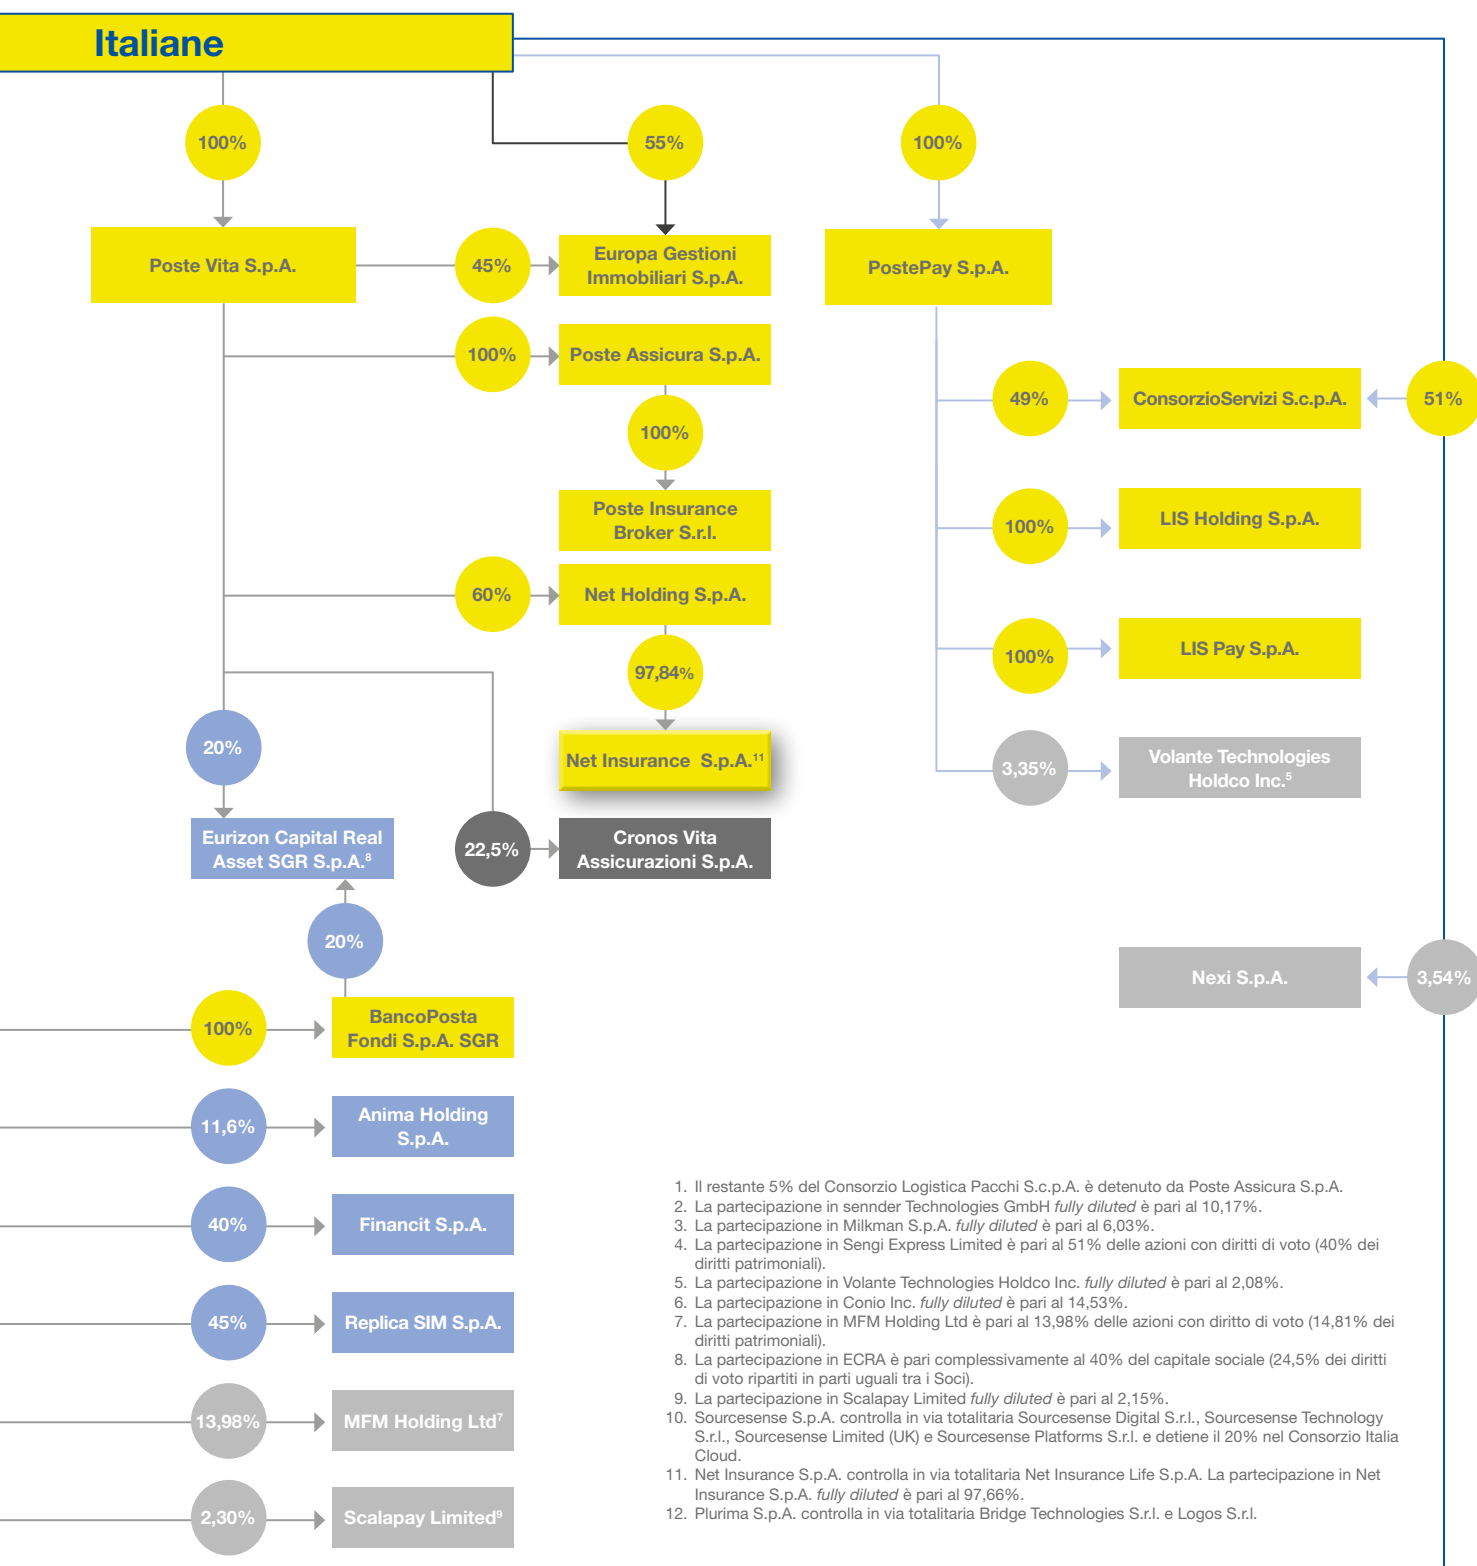 Italiane
100%
55%
100%
Poste Vita S.p.A.
45%
Europa Gestioni
Immobiliari S.p.A.
PostePay S.p.A.
100%
Poste Assicura S.p.A.
49%
ConsorzioServizi S.c.p.A.
51%
100%
Poste Insurance
Broker S.r.l.
100%
LIS Holding S.p.A.
60%
Net Holding S.p.A.
97,84%
100%
LIS Pay S.p.A.
20%
Net Insurance S.p.A.¹¹
3,35%
Volante Technologies
Holdco Inc.⁵
Eurizon Capital Real
Asset SGR S.p.A.⁸
22,5%
Cronos Vita
Assicurazioni S.p.A.
20%
Nexi S.p.A.
3,54%
100%
BancoPosta
Fondi S.p.A. SGR
11,6%
Anima Holding
S.p.A.
40%
Financit S.p.A.
45%
Replica SIM S.p.A.
13,98%
MFM Holding Ltd⁷
2,30%
Scalapay Limited⁹
1. Il restante 5% del Consorzio Logistica Pacchi S.c.p.A. è detenuto da Poste Assicura S.p.A.
2. La partecipazione in sennder Technologies GmbH fully diluted è pari al 10,17%.
3. La partecipazione in Milkman S.p.A. fully diluted è pari al 6,03%.
4. La partecipazione in Sengi Express Limited è pari al 51% delle azioni con diritti di voto (40% dei
diritti patrimoniali).
5. La partecipazione in Volante Technologies Holdco Inc. fully diluted è pari al 2,08%.
6. La partecipazione in Conio Inc. fully diluted è pari al 14,53%.
7. La partecipazione in MFM Holding Ltd è pari al 13,98% delle azioni con diritto di voto (14,81% dei
diritti patrimoniali).
8. La partecipazione in ECRA è pari complessivamente al 40% del capitale sociale (24,5% dei diritti
di voto ripartiti in parti uguali tra i Soci).
9. La partecipazione in Scalapay Limited fully diluted è pari al 2,15%.
10. Sourcesense S.p.A. controlla in via totalitaria Sourcesense Digital S.r.l., Sourcesense Technology
S.r.l., Sourcesense Limited (UK) e Sourcesense Platforms S.r.l. e detiene il 20% nel Consorzio Italia
Cloud.
11. Net Insurance S.p.A. controlla in via totalitaria Net Insurance Life S.p.A. La partecipazione in Net
Insurance S.p.A. fully diluted è pari al 97,66%.
12. Plurima S.p.A. controlla in via totalitaria Bridge Technologies S.r.l. e Logos S.r.l.